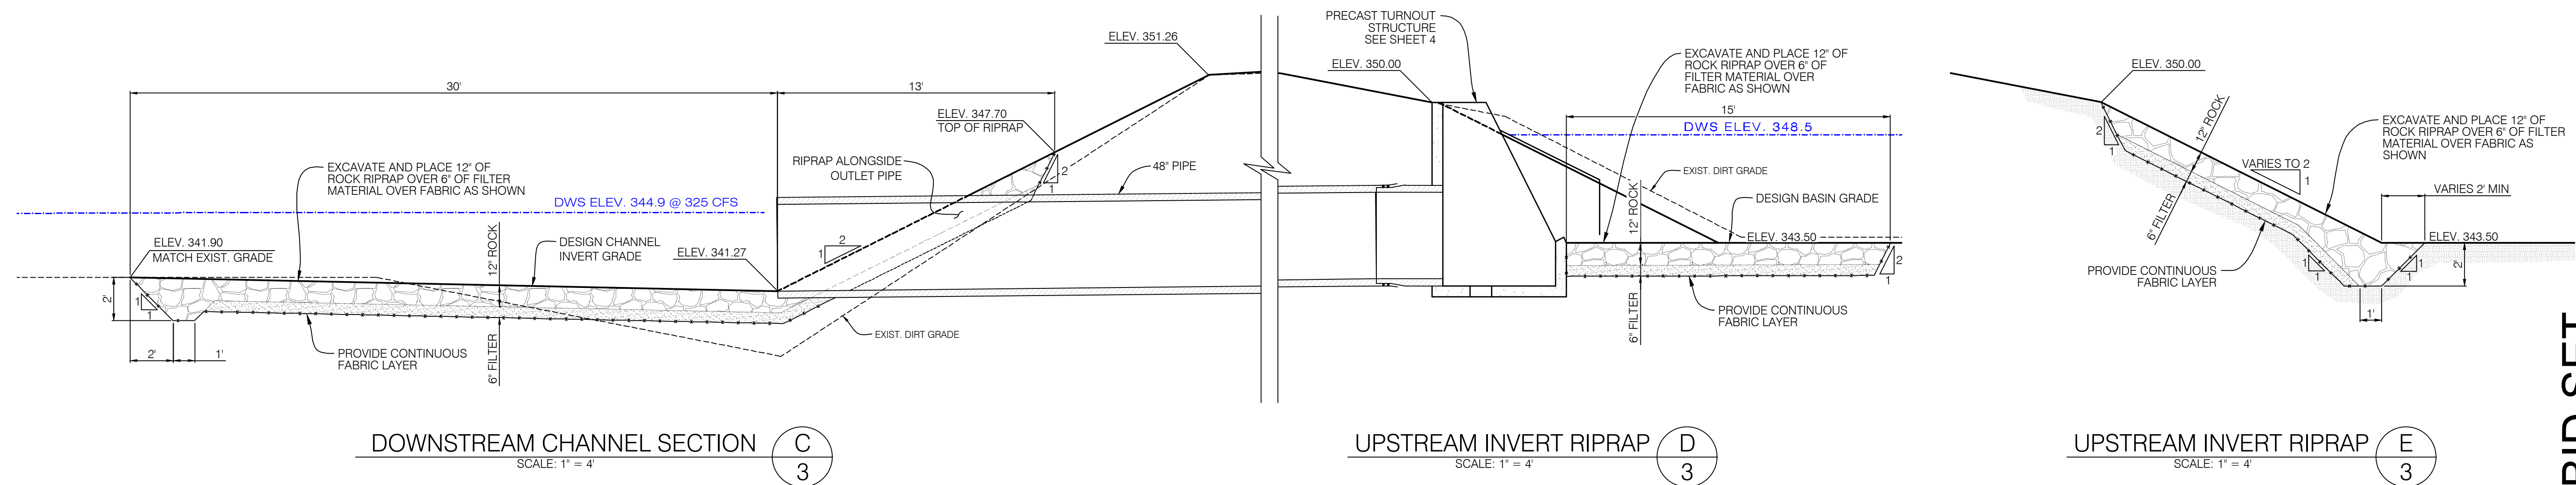 30'
13'
ELEV. 351.26
ELEV. 347.70
TOP OF RIPRAP
RIPRAP ALONGSIDE
OUTLET PIPE
48" PIPE
EXCAVATE AND PLACE 12" OF
ROCK RIPRAP OVER 6" OF FILTER
MATERIAL OVER FABRIC AS SHOWN
DWS ELEV. 344.9 @ 325 CFS
ELEV. 341.90
MATCH EXIST. GRADE
12" ROCK
DESIGN CHANNEL
INVERT GRADE
ELEV. 341.27
2
1
2
1
2'
1
1
2'
1'
PROVIDE CONTINUOUS
FABRIC LAYER
6" FILTER
EXIST. DIRT GRADE
DOWNSTREAM CHANNEL SECTION
SCALE: 1" = 4'
C
3
PRECAST TURNOUT
STRUCTURE
SEE SHEET 4
ELEV. 350.00
EXCAVATE AND PLACE 12" OF
ROCK RIPRAP OVER 6" OF
FILTER MATERIAL OVER
FABRIC AS SHOWN
15'
DWS ELEV. 348.5
EXIST. DIRT GRADE
12" ROCK
DESIGN BASIN GRADE
ELEV. 343.50
2
1
6" FILTER
PROVIDE CONTINUOUS
FABRIC LAYER
UPSTREAM INVERT RIPRAP
SCALE: 1" = 4'
D
3
ELEV. 350.00
12" ROCK
2
1
EXCAVATE AND PLACE 12" OF
ROCK RIPRAP OVER 6" OF FILTER
MATERIAL OVER FABRIC AS
SHOWN
VARIES TO 2
1
VARIES 2' MIN
6" FILTER
ELEV. 343.50
PROVIDE CONTINUOUS
FABRIC LAYER
1
1
1
1
2'
1'
UPSTREAM INVERT RIPRAP
SCALE: 1" = 4'
E
3
BID SET